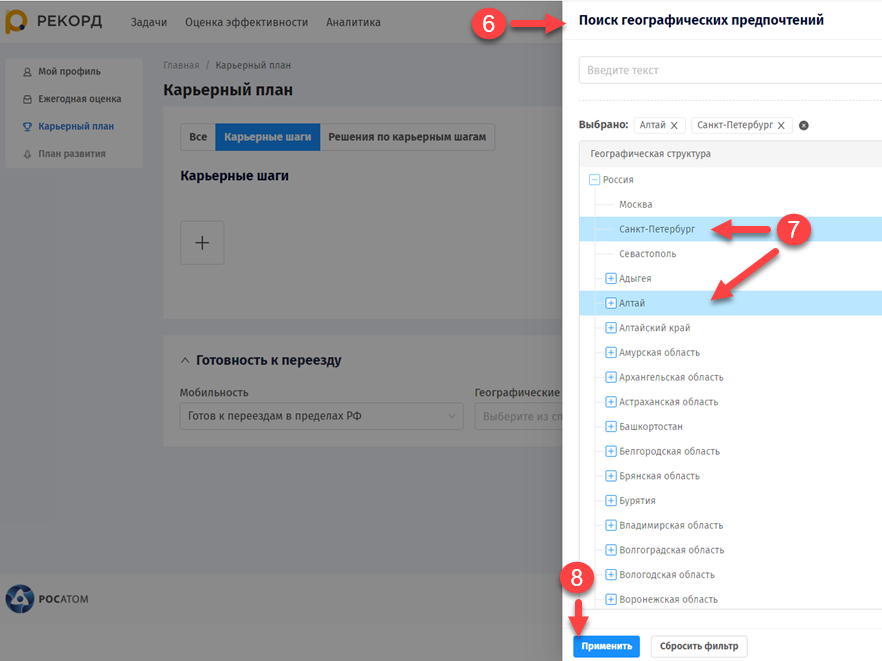 РЕКОРД
Задачи
Оценка эффективности
Аналитика
Мой профиль
Ежегодная оценка
Карьерный план
План развития
Главная / Карьерный план
Карьерный план
Все
Карьерные шаги
Решения по карьерным шагам
Карьерные шаги
+
Готовность к переезду
Мобильность
Готов к переездам в пределах РФ
Географические
Выберите из сп
РОСАТОМ
6
Поиск географических предпочтений
Введите текст
Выбрано: Алтай Санкт-Петербург
Географическая структура
Россия
Москва
Санкт-Петербург
7
Севастополь
Адыгея
Алтай
Алтайский край
Амурская область
Архангельская область
Астраханская область
Башкортостан
Белгородская область
Брянская область
Бурятия
Владимирская область
Волгоградская область
Вологодская область
Воронежская область
8
Применить
Сбросить фильтр